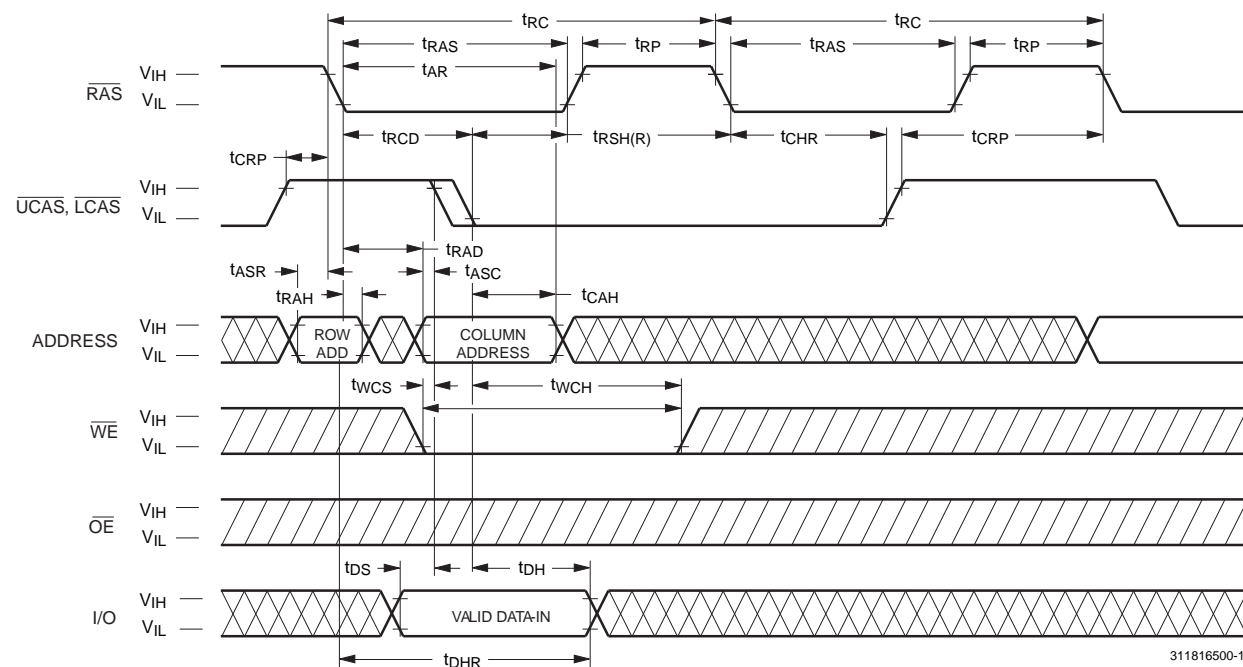 tRC tRC
tRAS tRP tRAS tRP
tAR
RAS VIH
VIL
tRCD tRSH(R) tCHR tCRP
tCRP
UCAS, LCAS VIH
VIL
tRAD
tASR tASC
tRAH tCAH
ADDRESS VIH
VIL
ROW ADD
COLUMN ADDRESS
tWCS tWCH
WE VIH
VIL
OE VIH
VIL
tDS tDH
I/O VIH
VIL
VALID DATA-IN
tDHR
311816500-1